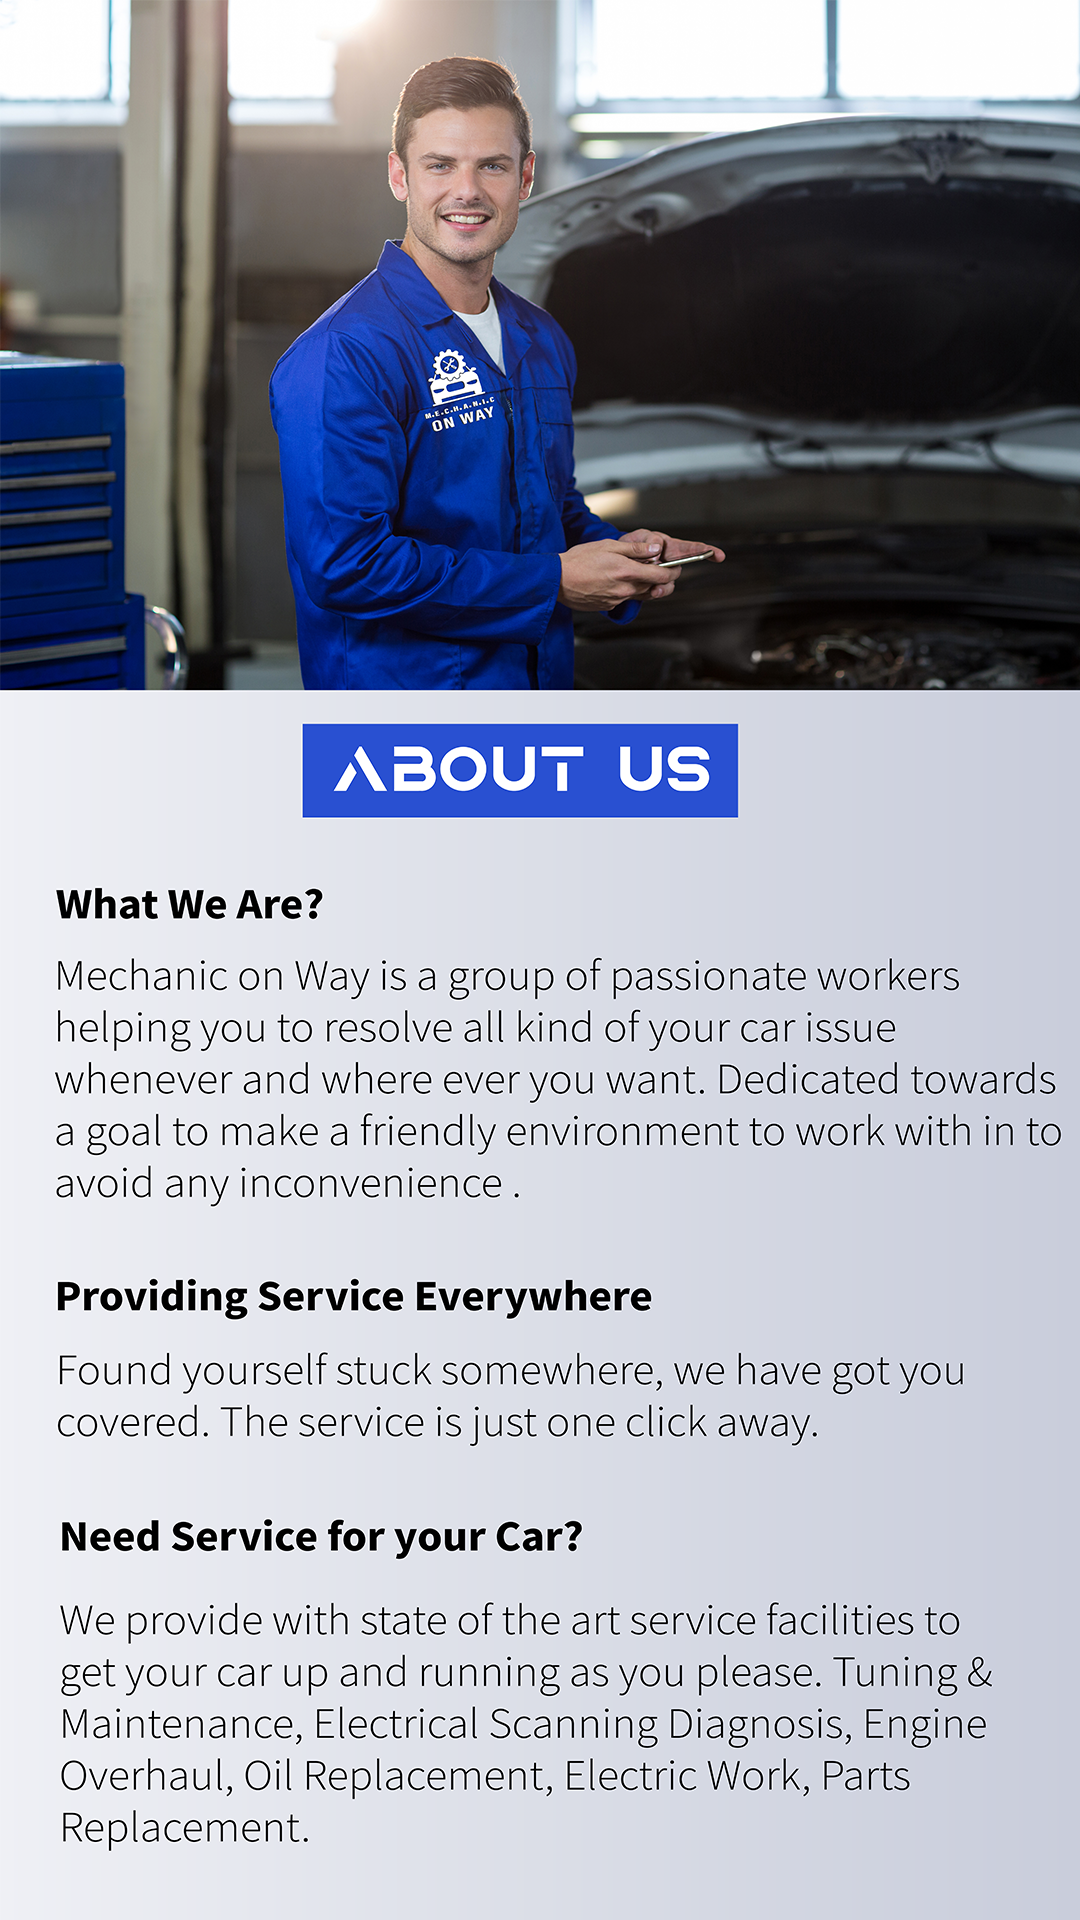 M.E.C.H.A.N.I.C
ON WAY
ABOUT US
What We Are?
Mechanic on Way is a group of passionate workers
helping you to resolve all kind of your car issue
whenever and where ever you want. Dedicated towards
a goal to make a friendly environment to work with in to
avoid any inconvenience .
Providing Service Everywhere
Found yourself stuck somewhere, we have got you
covered. The service is just one click away.
Need Service for your Car?
We provide with state of the art service facilities to
get your car up and running as you please. Tuning &
Maintenance, Electrical Scanning Diagnosis, Engine
Overhaul, Oil Replacement, Electric Work, Parts
Replacement.